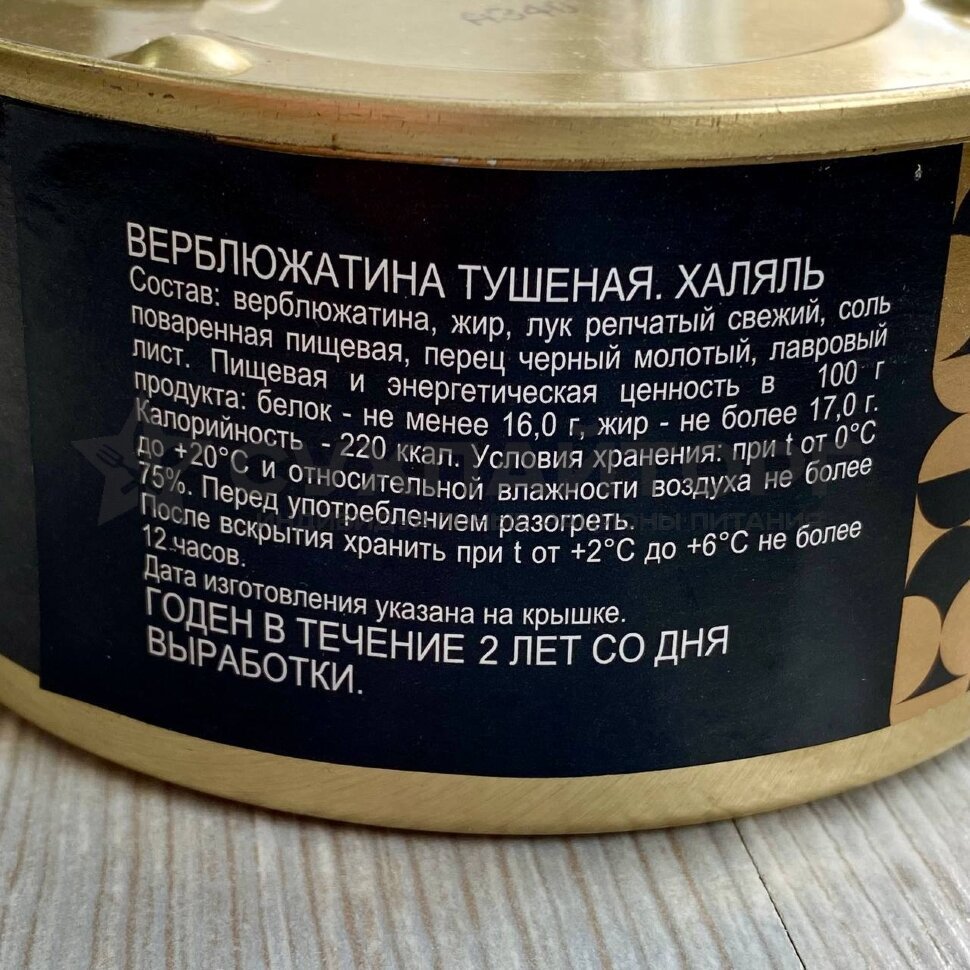 ВЕРБЛЮЖАТИНА ТУШЕНАЯ. ХАЛЯЛЬ
Состав: верблюжатина, жир, лук репчатый свежий, соль
поваренная пищевая, перец черный молотый, лавровый
лист. Пищевая и энергетическая ценность в 100 г
продукта: белок - не менее 16,0 г, жир - не более 17,0 г.
Калорийность - 220 ккал. Условия хранения: при t от 0°С
до +20°С и относительной влажности воздуха не более
75%. Перед употреблением разогреть.
После вскрытия хранить при t от +2°С до +6°С не более
12 часов.
Дата изготовления указана на крышке.
ГОДЕН В ТЕЧЕНИЕ 2 ЛЕТ СО ДНЯ
ВЫРАБОТКИ.